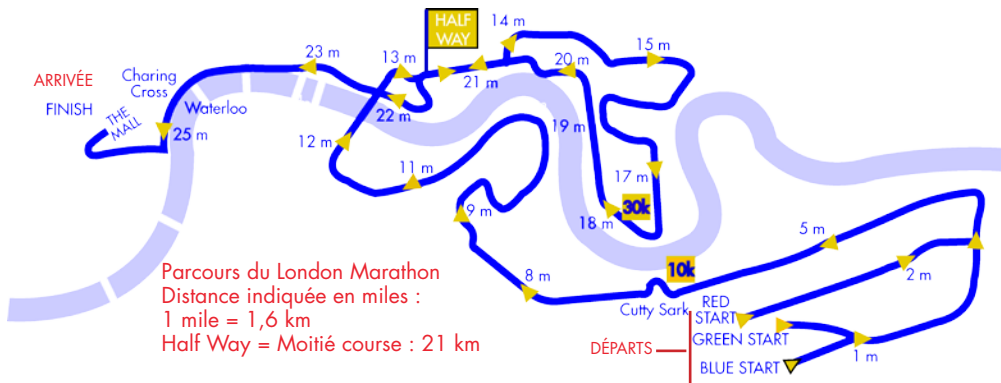 HALF
WAY
14 m
15 m
23 m
13 m
20 m
21 m
22 m
ARRIVÉE
FINISH
Charing
Cross
Waterloo
THE
MALL
25 m
12 m
11 m
19 m
17 m
30k
18 m
9 m
5 m
10k
8 m
2 m
Cutty Sark
RED
START
GREEN START
BLUE START
1 m
DÉPARTS
Parcours du London Marathon
Distance indiquée en miles :
1 mile = 1,6 km
Half Way = Moitié course : 21 km